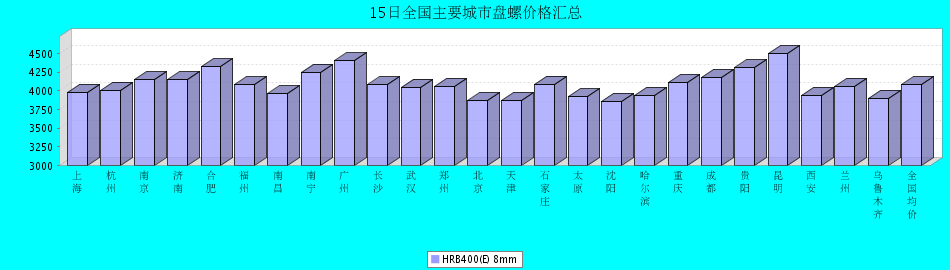 15日全国主要城市盘螺价格汇总
4500
4250
4000
3750
3500
3250
3000
上海
杭州
南京
济南
合肥
福州
南昌
南宁
广州
长沙
武汉
郑州
北京
天津
石家庄
太原
沈阳
哈尔滨
重庆
成都
贵阳
昆明
西安
兰州
乌鲁木齐
全国均价
HRB400(E) 8mm